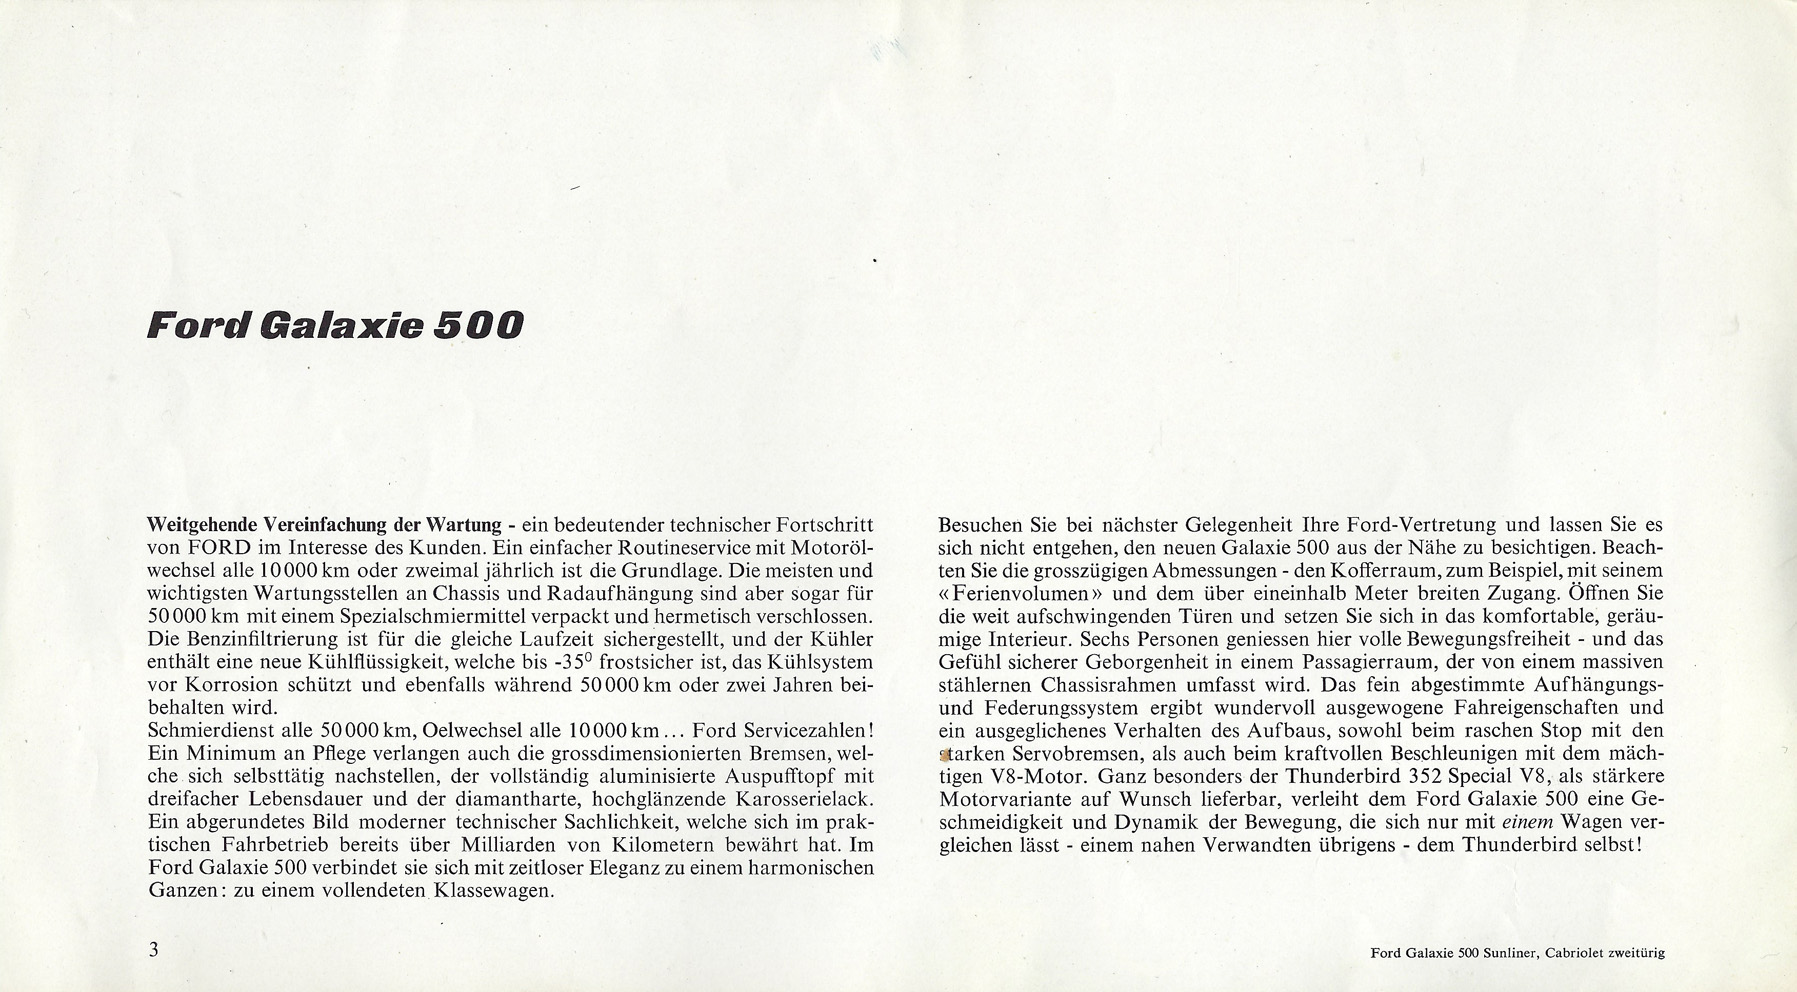 Ford Galaxie 500
Weitgehende Vereinfachung der Wartung - ein bedeutender technischer Fortschritt
von FORD im Interesse des Kunden. Ein einfacher Routineservice mit Motoröl-
wechsel alle 10 000 km oder zweimal jährlich ist die Grundlage. Die meisten und
wichtigsten Wartungsstellen an Chassis und Radaufhängung sind aber sogar für
50 000 km mit einem Spezialschmiermittel verpackt und hermetisch verschlossen.
Die Benzinfiltrierung ist für die gleiche Laufzeit sichergestellt, und der Kühler
enthält eine neue Kühlflüssigkeit, welche bis -35⁰ frostsicher ist, das Kühlsystem
vor Korrosion schützt und ebenfalls während 50 000 km oder zwei Jahren bei-
behalten wird.
Schmierdienst alle 50 000 km, Oelwechsel alle 10 000 km ... Ford Servicezahlen!
Ein Minimum an Pflege verlangen auch die grossdimensionierten Bremsen, wel-
che sich selbsttätig nachstellen, der vollständig aluminisierte Auspufftopf mit
dreifacher Lebensdauer und der diamantharte, hochglänzende Karosserielack.
Ein abgerundetes Bild moderner technischer Sachlichkeit, welche sich im prak-
tischen Fahrbetrieb bereits über Milliarden von Kilometern bewährt hat. Im
Ford Galaxie 500 verbindet sie sich mit zeitloser Eleganz zu einem harmonischen
Ganzen: zu einem vollendeten Klassewagen.
Besuchen Sie bei nächster Gelegenheit Ihre Ford-Vertretung und lassen Sie es
sich nicht entgehen, den neuen Galaxie 500 aus der Nähe zu besichtigen. Beach-
ten Sie die grosszügigen Abmessungen - den Kofferraum, zum Beispiel, mit seinem
«Ferienvolumen» und dem über eineinhalb Meter breiten Zugang. Öffnen Sie
die weit aufschwingenden Türen und setzen Sie sich in das komfortable, geräu-
mige Interieur. Sechs Personen geniessen hier volle Bewegungsfreiheit - und das
Gefühl sicherer Geborgenheit in einem Passagierraum, der von einem massiven
stählernen Chassisrahmen umfasst wird. Das fein abgestimmte Aufhängungs-
und Federungssystem ergibt wundervoll ausgewogene Fahreigenschaften und
ein ausgeglichenes Verhalten des Aufbaus, sowohl beim raschen Stop mit den
starken Servobremsen, als auch beim kraftvollen Beschleunigen mit dem mäch-
tigen V8-Motor. Ganz besonders der Thunderbird 352 Special V8, als stärkere
Motorvariante auf Wunsch lieferbar, verleiht dem Ford Galaxie 500 eine Ge-
schmeidigkeit und Dynamik der Bewegung, die sich nur mit einem Wagen ver-
gleichen lässt - einem nahen Verwandten übrigens - dem Thunderbird selbst!
3
Ford Galaxie 500 Sunliner, Cabriolet zweitürig